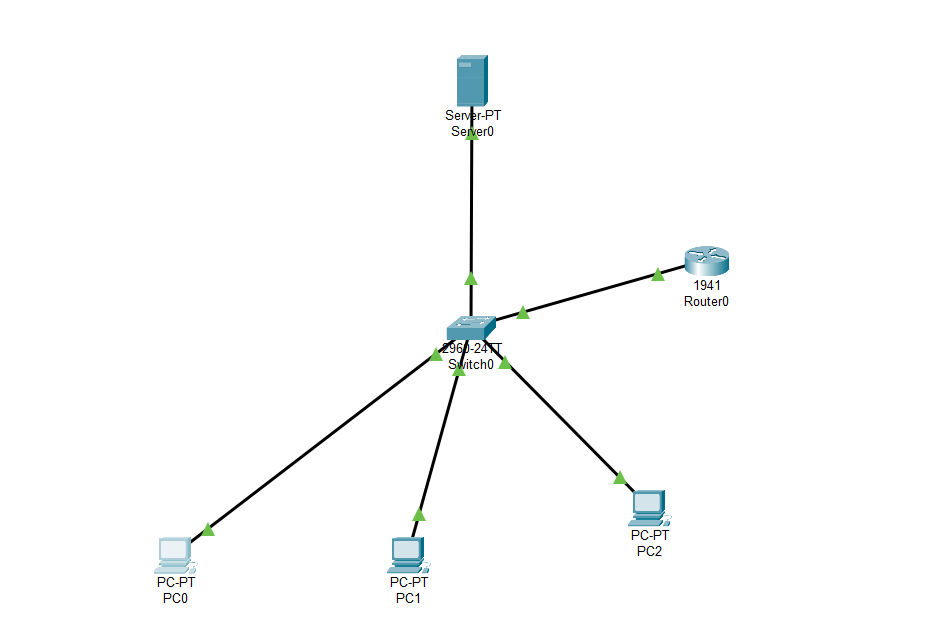 Server-PT
Server0
1941
Router0
2960-24TT
Switch0
PC-PT
PC2
PC-PT
PC0
PC-PT
PC1